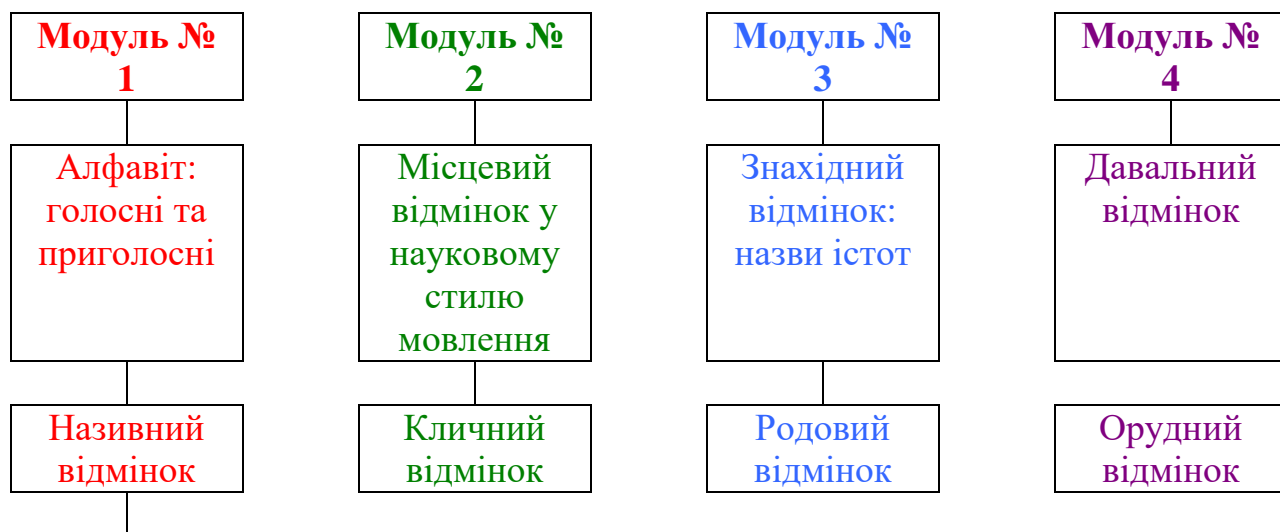 Модуль №
1
Модуль №
2
Модуль №
3
Модуль №
4
Алфавіт:
голосні та
приголосні
Місцевий
відмінок у
науковому
стилю
мовлення
Знахідний
відмінок:
назви істот
Давальний
відмінок
Називний
відмінок
Кличний
відмінок
Родовий
відмінок
Орудний
відмінок